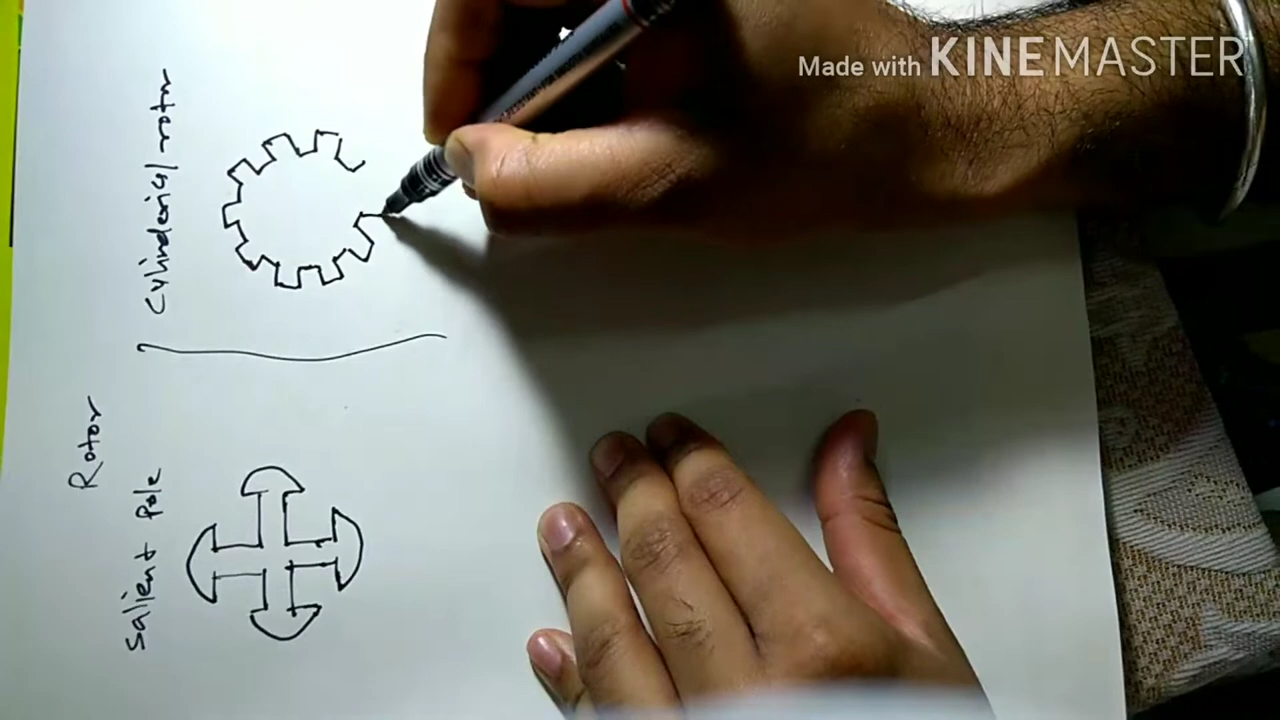 Made with KINEMASTER
Rotor
Salient Pole
Cylinderical rotor